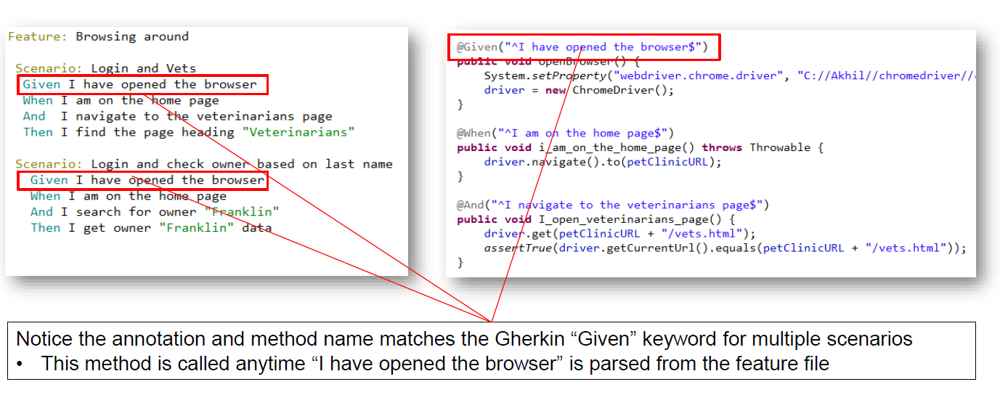 Feature: Browsing around
Scenario: Login and Vets
Given I have opened the browser
When I am on the home page
And I navigate to the veterinarians page
Then I find the page heading "Veterinarians"
Scenario: Login and check owner based on last name
Given I have opened the browser
When I am on the home page
And I search for owner "Franklin"
Then I get owner "Franklin" data
@Given("^I have opened the browser$")
public void openBrowser() {
System.setProperty("webdriver.chrome.driver", "C://Akhil//chromedriver//
driver = new ChromeDriver();
}
@When("^I am on the home page$")
public void i_am_on_the_home_page() throws Throwable {
driver.navigate().to(petClinicURL);
}
@And("^I navigate to the veterinarians page$")
public void I_open_veterinarians_page() {
driver.get(petClinicURL + "/vets.html");
assertTrue(driver.getCurrentUrl().equals(petClinicURL + "/vets.html"));
}
Notice the annotation and method name matches the Gherkin “Given” keyword for multiple scenarios
• This method is called anytime “I have opened the browser” is parsed from the feature file